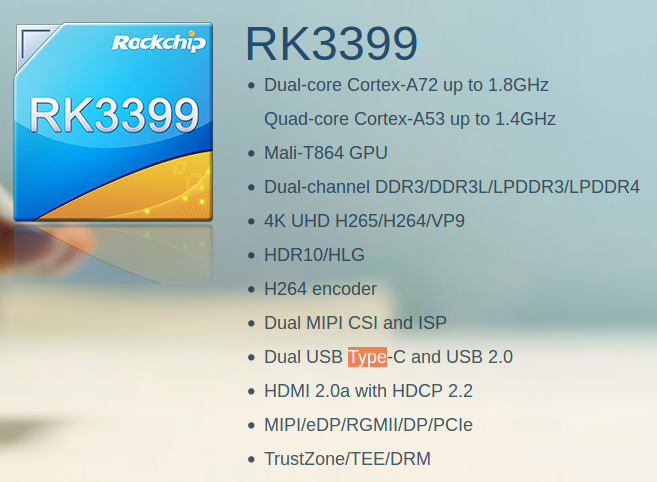 Rockchip
RK3399
RK3399
Dual-core Cortex-A72 up to 1.8GHz
Quad-core Cortex-A53 up to 1.4GHz
Mali-T864 GPU
Dual-channel DDR3/DDR3L/LPDDR3/LPDDR4
4K UHD H265/H264/VP9
HDR10/HLG
H264 encoder
Dual MIPI CSI and ISP
Dual USB Type-C and USB 2.0
HDMI 2.0a with HDCP 2.2
MIPI/eDP/RGMII/DP/PCIe
TrustZone/TEE/DRM